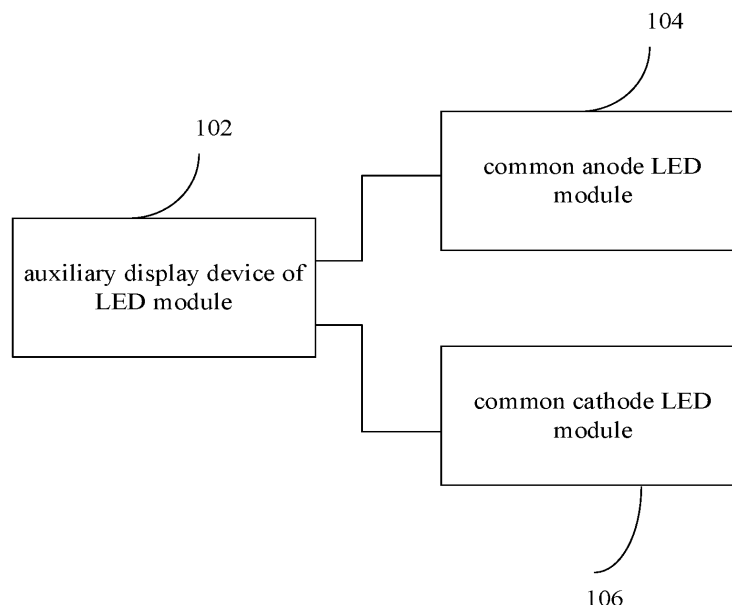 104
102
common anode LED
module
auxiliary display device of
LED module
common cathode LED
module
106